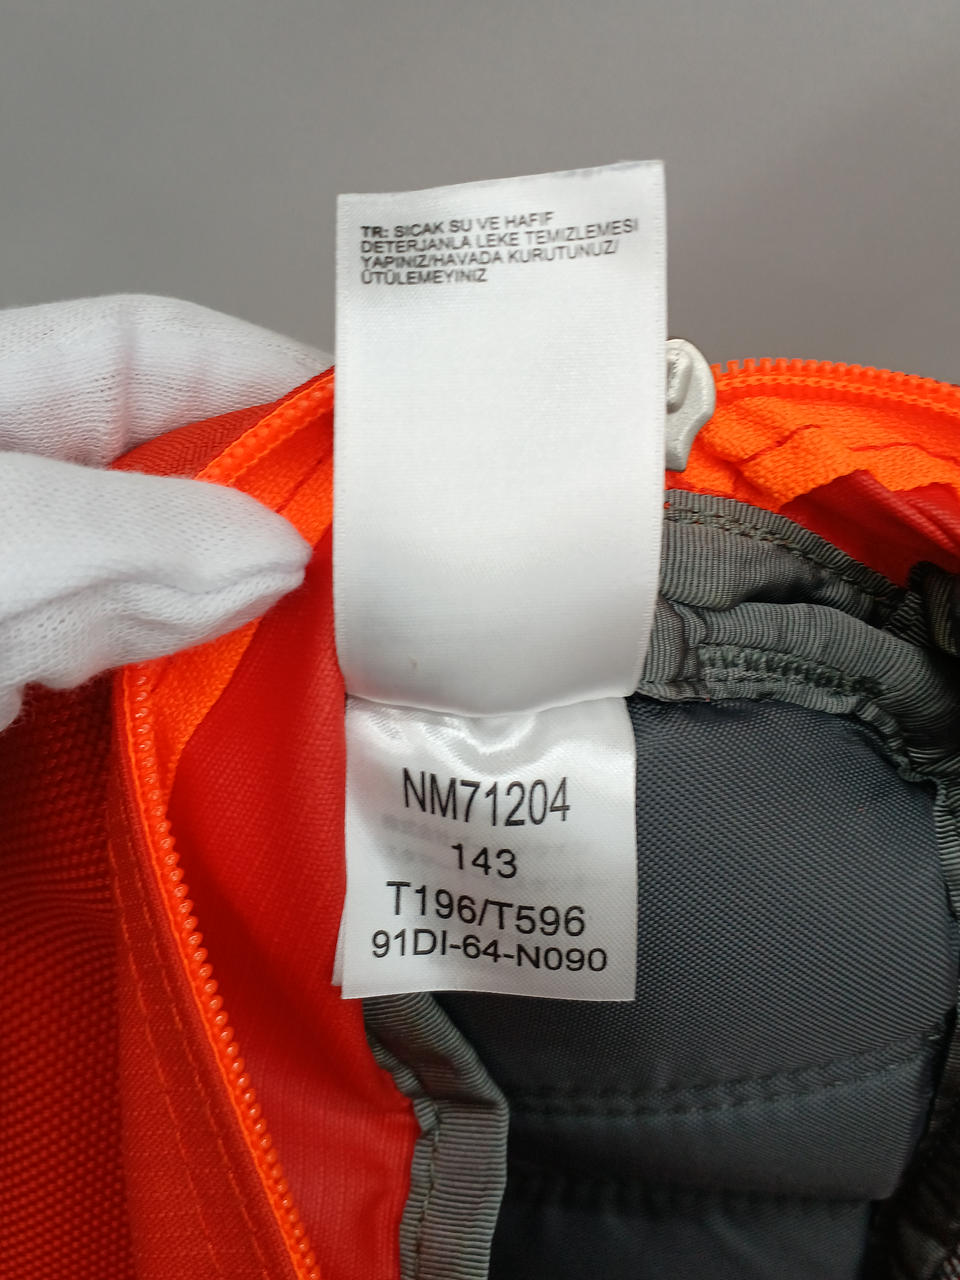 TR: SICAK SU VE HAFIF
DETERJANLA LEKE TEMIZLEMESI
YAPINIZ/HAVADA KURUTUNUZ/
ÜTÜLEMEYINIZ
NM71204
143
T196/T596
91DI-64-N090